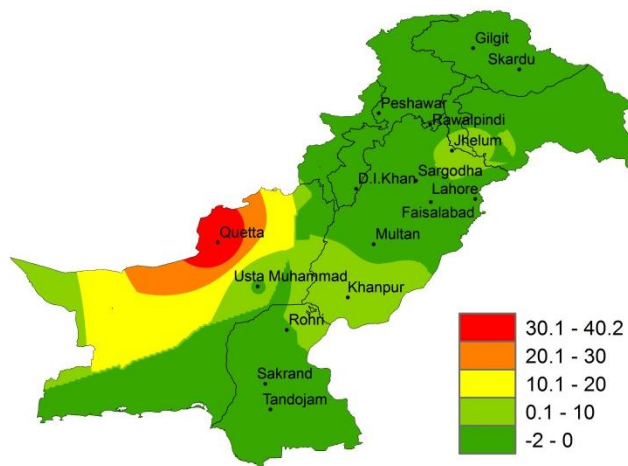 Gilgit
Skardu
Peshawar
Rawalpindi
Jhelum
D.I.Khan
Sargodha
Lahore
Faisalabad
Quetta
Multan
Usta Muhammad
Khanpur
Rohri
Sakrand
Tandojam
30.1 - 40.2
20.1 - 30
10.1 - 20
0.1 - 10
-2 - 0